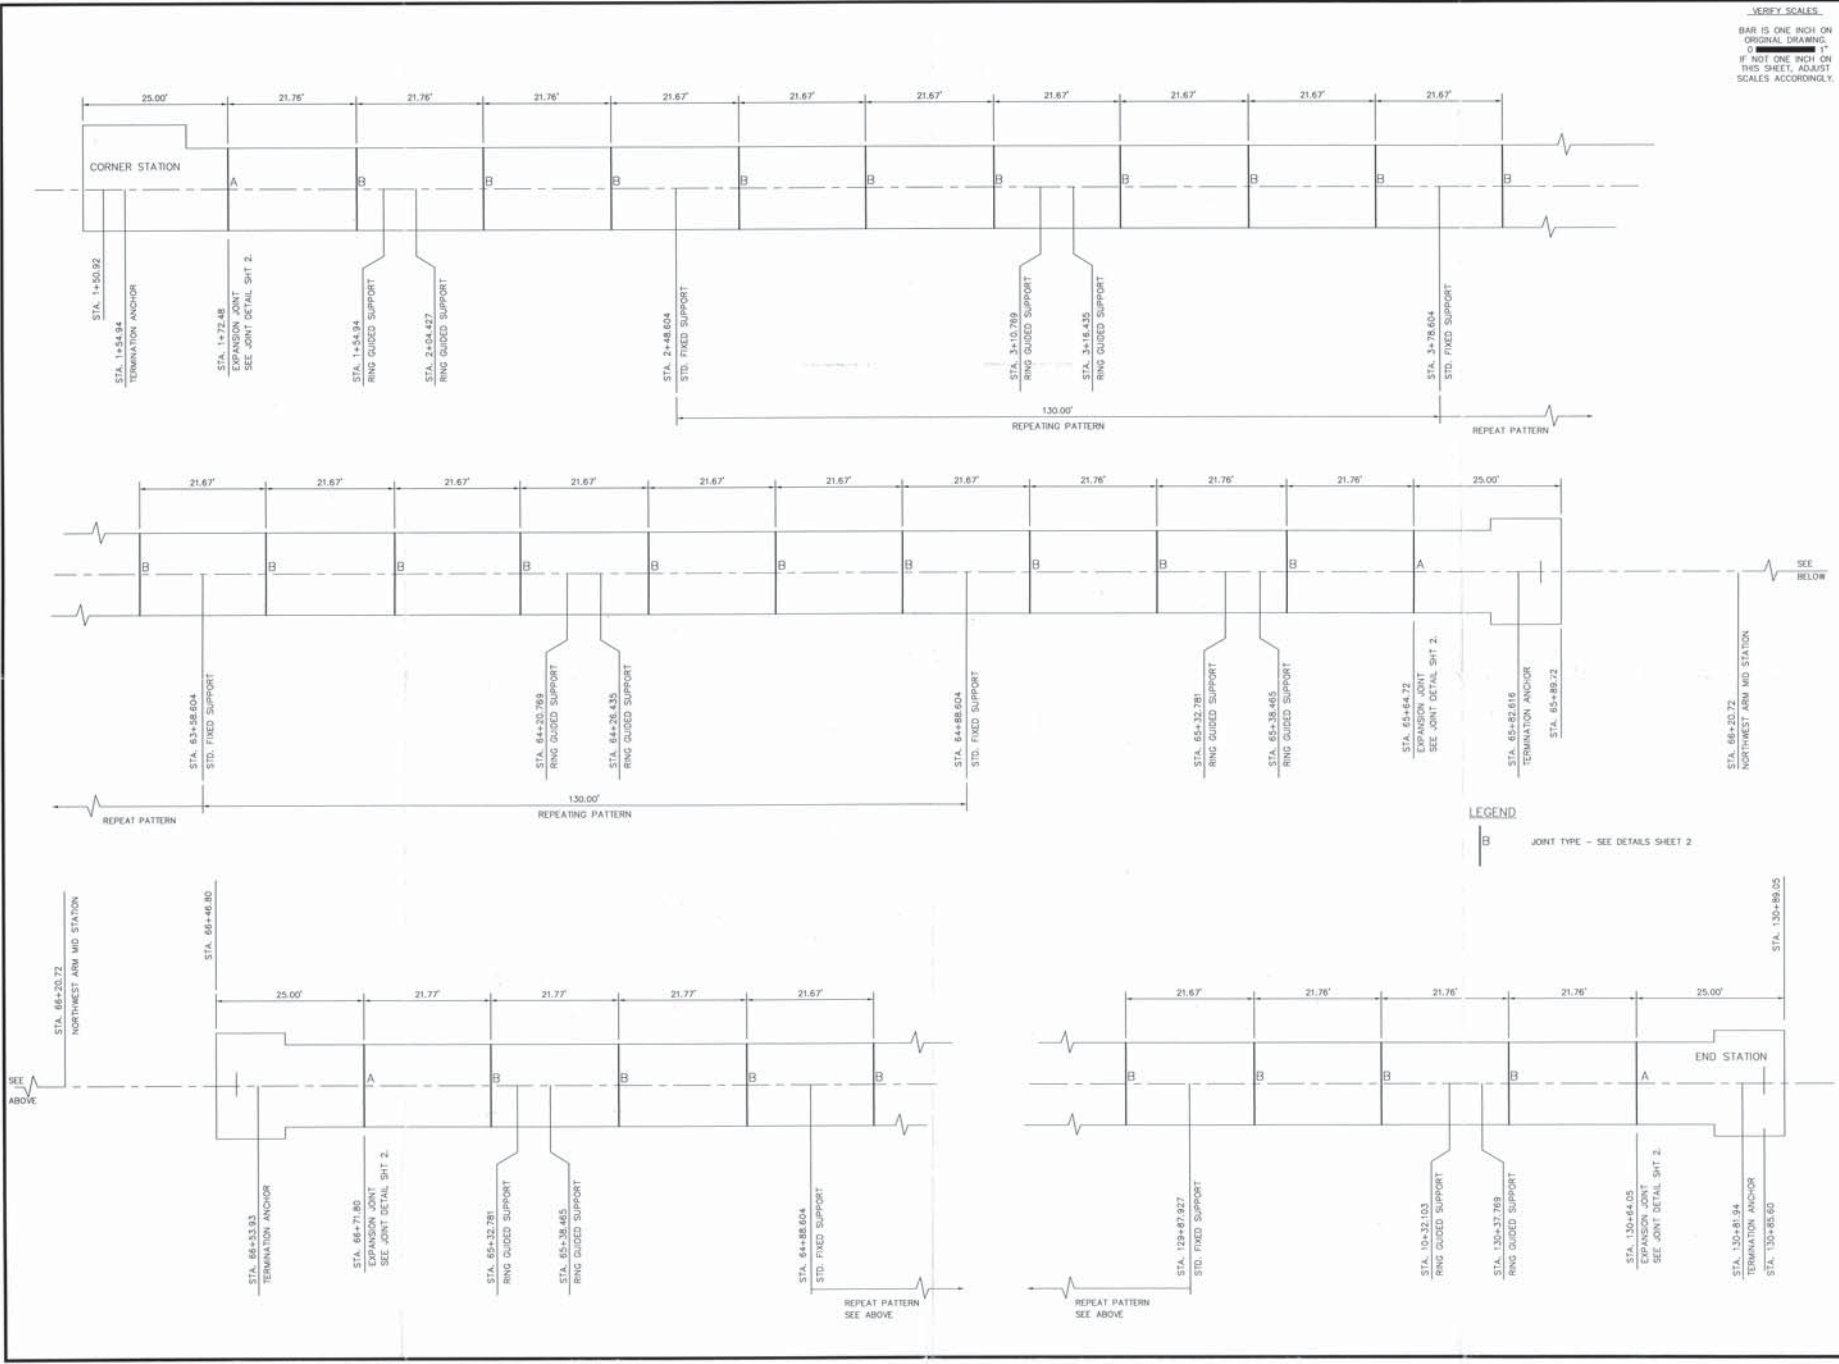 VERIFY SCALES
BAR IS ONE INCH ON
ORIGINAL DRAWING.
0 1"
IF NOT ONE INCH ON
THIS SHEET, ADJUST
SCALES ACCORDINGLY.
25.00' 21.76' 21.76' 21.76' 21.67' 21.67' 21.67' 21.67' 21.67' 21.67' 21.67'
CORNER STATION
A B B B B B B B B B B
STA. 1+50.92
STA. 1+54.94
TERMINATION ANCHOR
STA. 1+72.48
EXPANSION JOINT
SEE JOINT DETAIL SHT 2.
STA. 1+54.94
RING GUIDED SUPPORT
STA. 2+04.427
RING GUIDED SUPPORT
STA. 2+48.604
STD. FIXED SUPPORT
STA. 3+10.769
RING GUIDED SUPPORT
STA. 3+16.435
RING GUIDED SUPPORT
STA. 3+78.604
STD. FIXED SUPPORT
130.00'
REPEATING PATTERN
REPEAT PATTERN
21.67' 21.67' 21.67' 21.67' 21.67' 21.67' 21.67' 21.76' 21.76' 21.76' 25.00'
B B B B B B B B B B A
SEE
BELOW
STA. 63+58.604
STD. FIXED SUPPORT
STA. 64+20.769
RING GUIDED SUPPORT
STA. 64+26.435
RING GUIDED SUPPORT
STA. 64+88.604
STD. FIXED SUPPORT
STA. 65+32.781
RING GUIDED SUPPORT
STA. 65+38.465
RING GUIDED SUPPORT
STA. 65+64.72
EXPANSION JOINT
SEE JOINT DETAIL SHT 2.
STA. 65+82.616
TERMINATION ANCHOR
STA. 65+89.72
STA. 66+20.72
NORTHWEST ARM MID STATION
REPEAT PATTERN
130.00'
REPEATING PATTERN
LEGEND
B JOINT TYPE - SEE DETAILS SHEET 2
STA. 66+20.72
NORTHWEST ARM MID STATION
STA. 66+46.80
STA. 130+89.05
25.00' 21.77' 21.77' 21.77' 21.67'
21.67' 21.76' 21.76' 21.76' 25.00'
SEE
ABOVE
A B B B B
B B B B A
END STATION
STA. 66+53.93
TERMINATION ANCHOR
STA. 66+71.80
EXPANSION JOINT
SEE JOINT DETAIL SHT 2.
STA. 65+32.781
RING GUIDED SUPPORT
STA. 65+38.465
RING GUIDED SUPPORT
STA. 64+88.604
STD. FIXED SUPPORT
REPEAT PATTERN
SEE ABOVE
STA. 129+87.927
STD. FIXED SUPPORT
REPEAT PATTERN
SEE ABOVE
STA. 10+32.103
RING GUIDED SUPPORT
STA. 130+37.769
RING GUIDED SUPPORT
STA. 130+64.05
EXPANSION JOINT
SEE JOINT DETAIL SHT 2.
STA. 130+81.94
TERMINATION ANCHOR
STA. 130+85.60